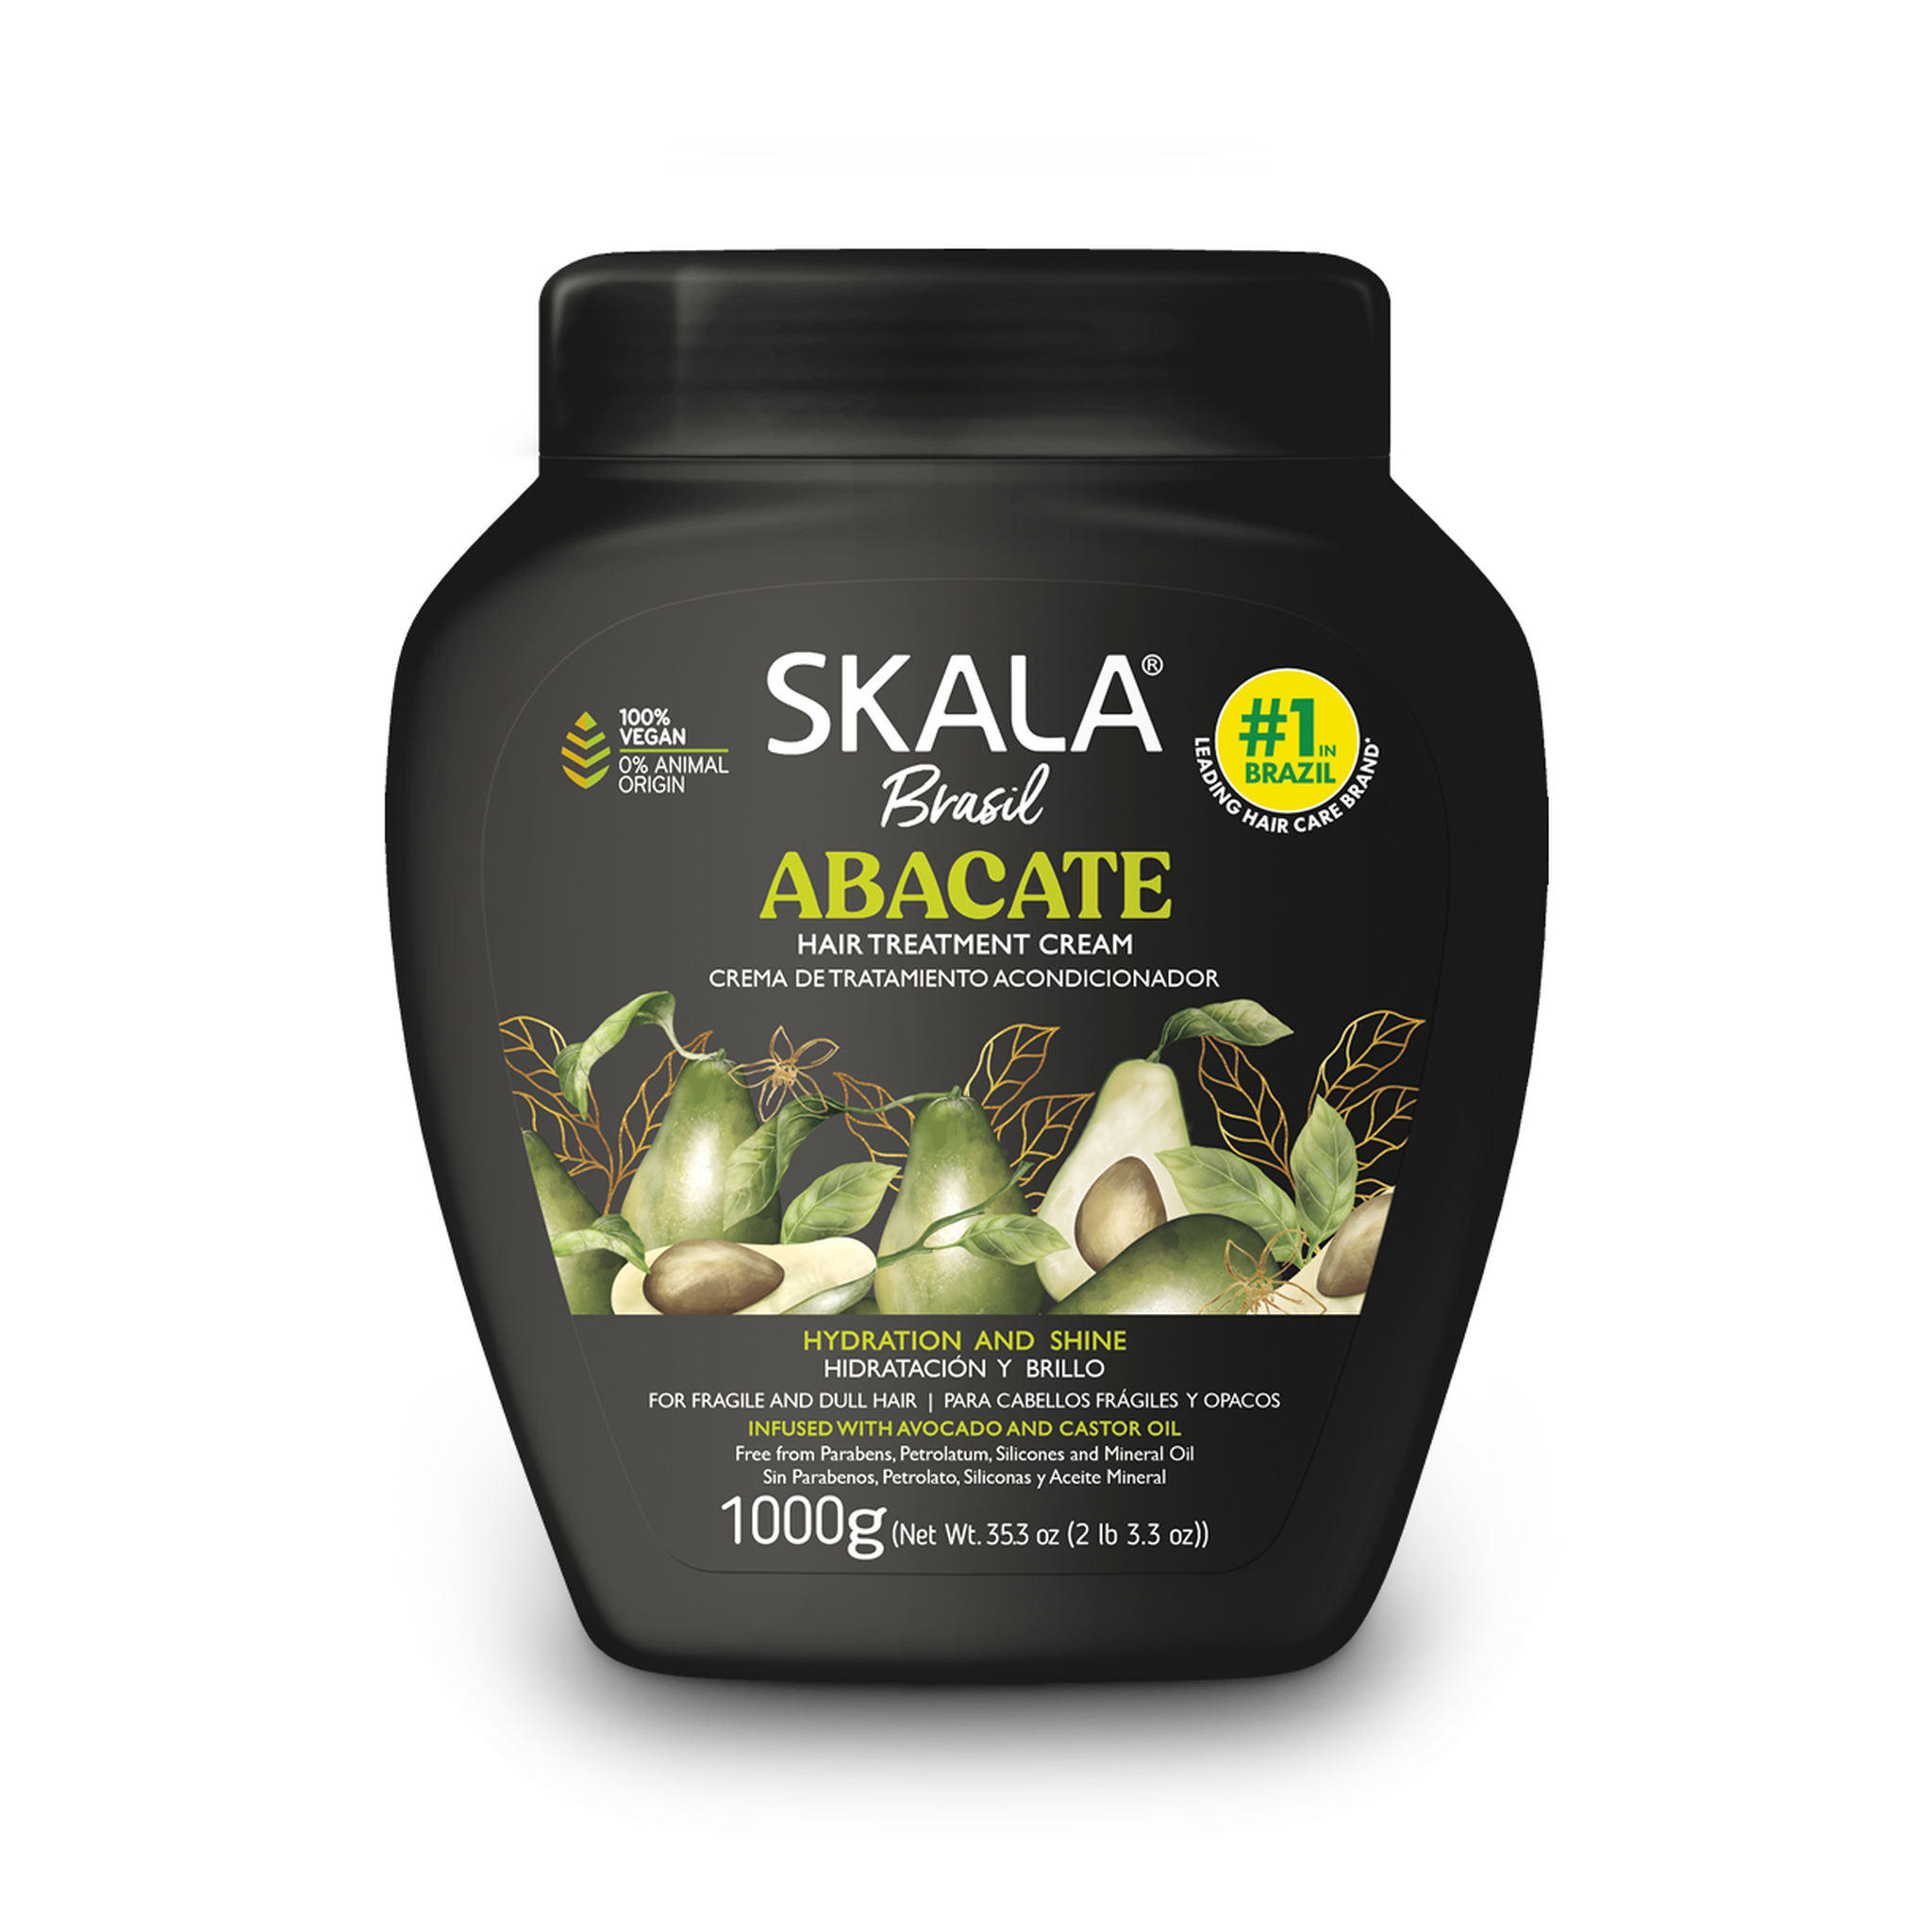 SKALA®
Brasil
100%
VEGAN
0% ANIMAL
ORIGIN
#1 IN
BRAZIL
LEADING HAIR CARE BRAND*
ABACATE
HAIR TREATMENT CREAM
CREMA DE TRATAMIENTO ACONDICIONADOR
HYDRATION AND SHINE
HIDRATACIÓN Y BRILLO
FOR FRAGILE AND DULL HAIR | PARA CABELLOS FRÁGILES Y OPACOS
INFUSED WITH AVOCADO AND CASTOR OIL
Free from Parabens, Petrolatum, Silicones and Mineral Oil
Sin Parabenos, Petrolato, Siliconas y Aceite Mineral
1000g (Net Wt. 35.3 oz (2 lb 3.3 oz))